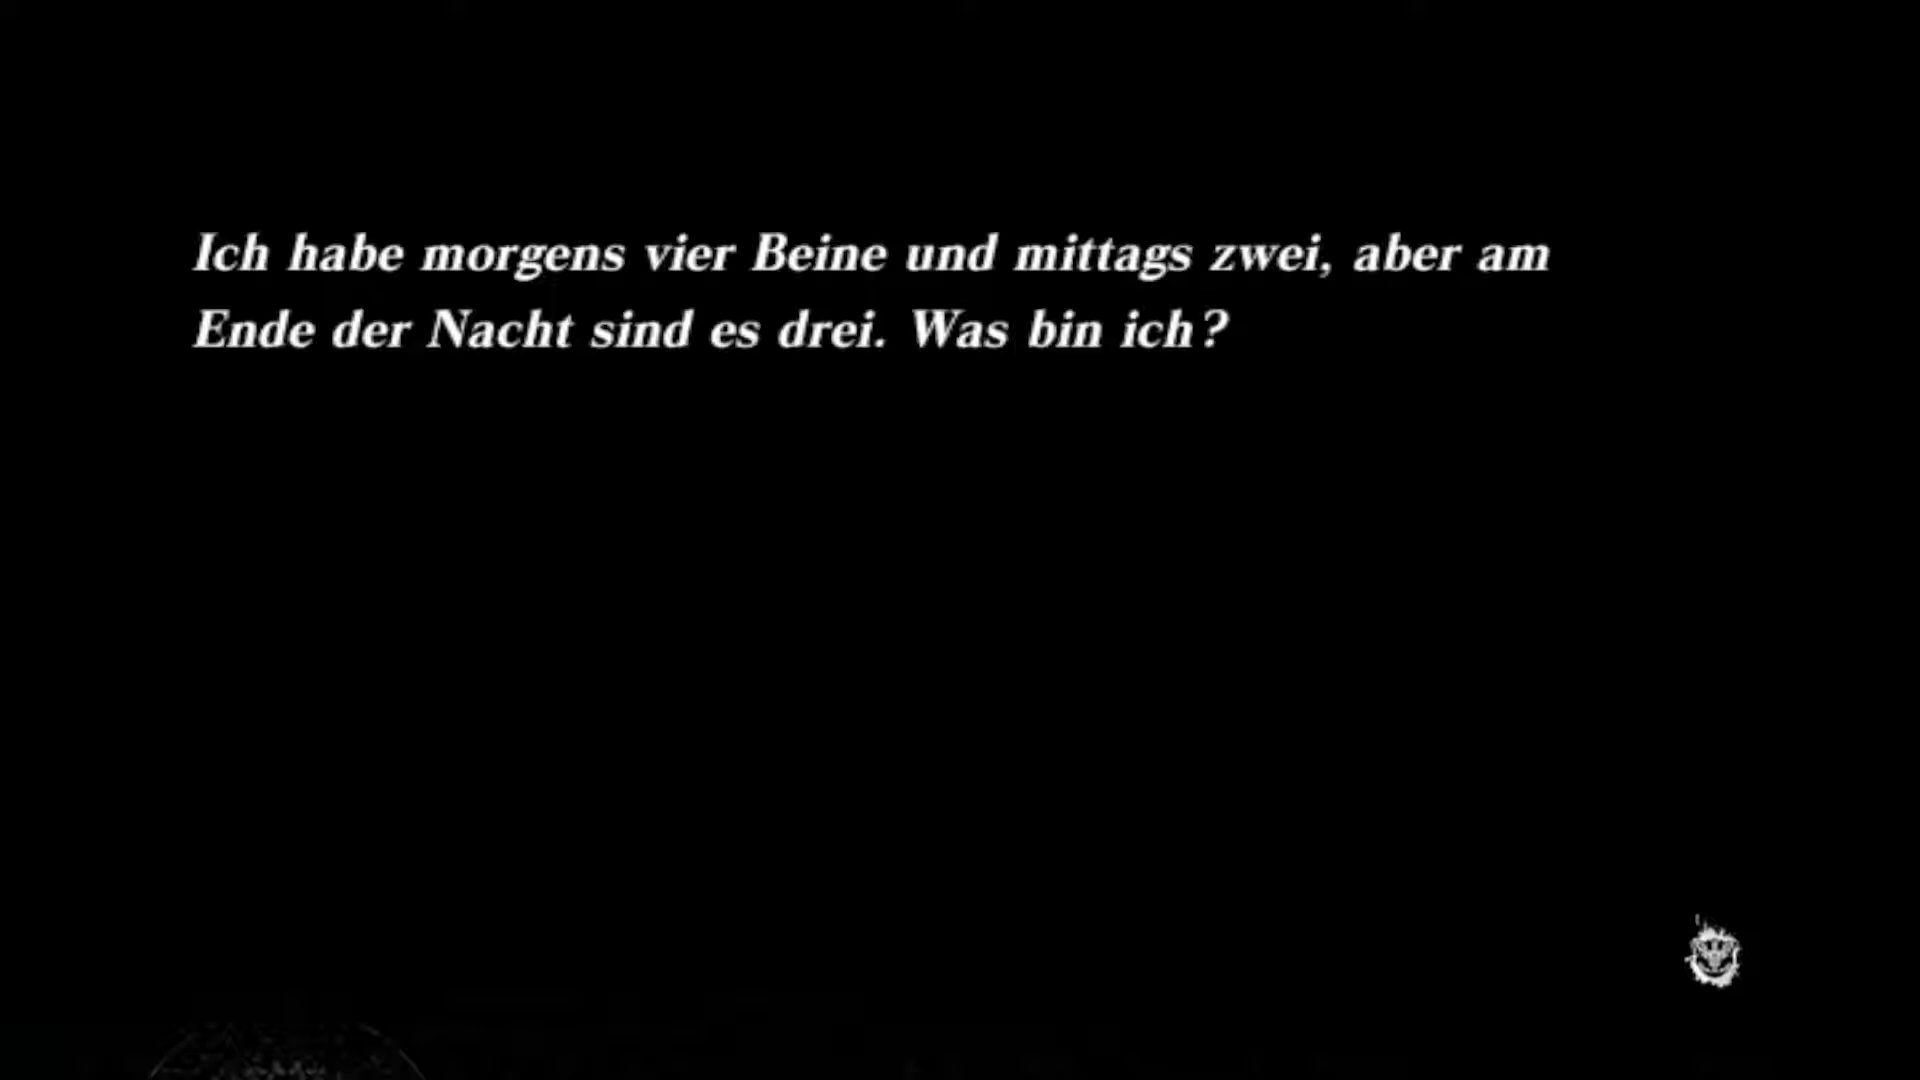 Ich habe morgens vier Beine und mittags zwei, aber am
Ende der Nacht sind es drei. Was bin ich?